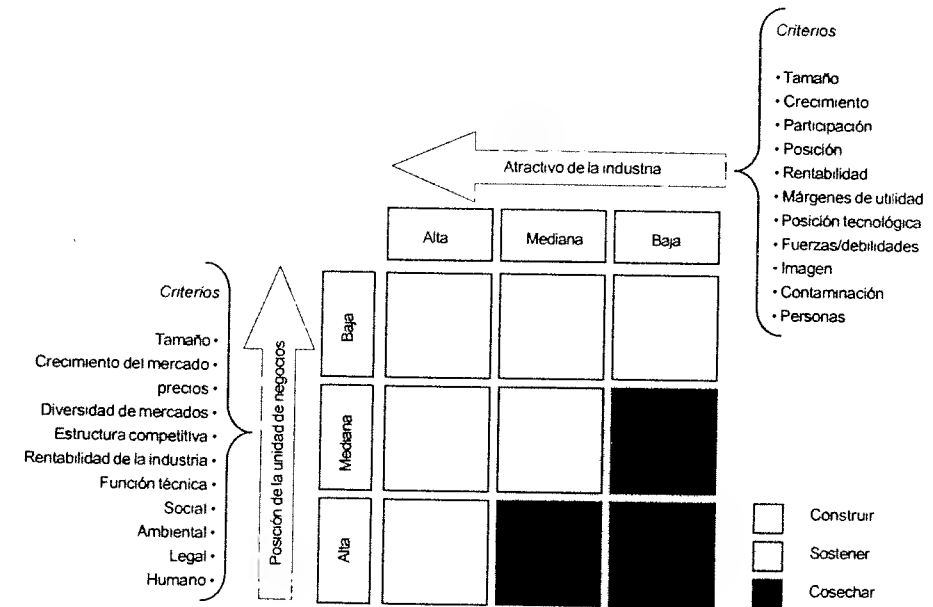 Criterios
• Tamaño
• Crecimiento
• Participación
• Posición
• Rentabilidad
• Márgenes de utilidad
• Posición tecnológica
• Fuerzas/debilidades
• Imagen
• Contaminación
• Personas
Atractivo de la industria
Alta
Mediana
Baja
Criterios
Tamaño •
Crecimiento del mercado •
precios •
Diversidad de mercados •
Estructura competitiva •
Rentabilidad de la industria •
Función técnica •
Social •
Ambiental •
Legal •
Humano •
Posición de la unidad de negocios
Baja
Mediana
Alta
Construir
Sostener
Cosechar